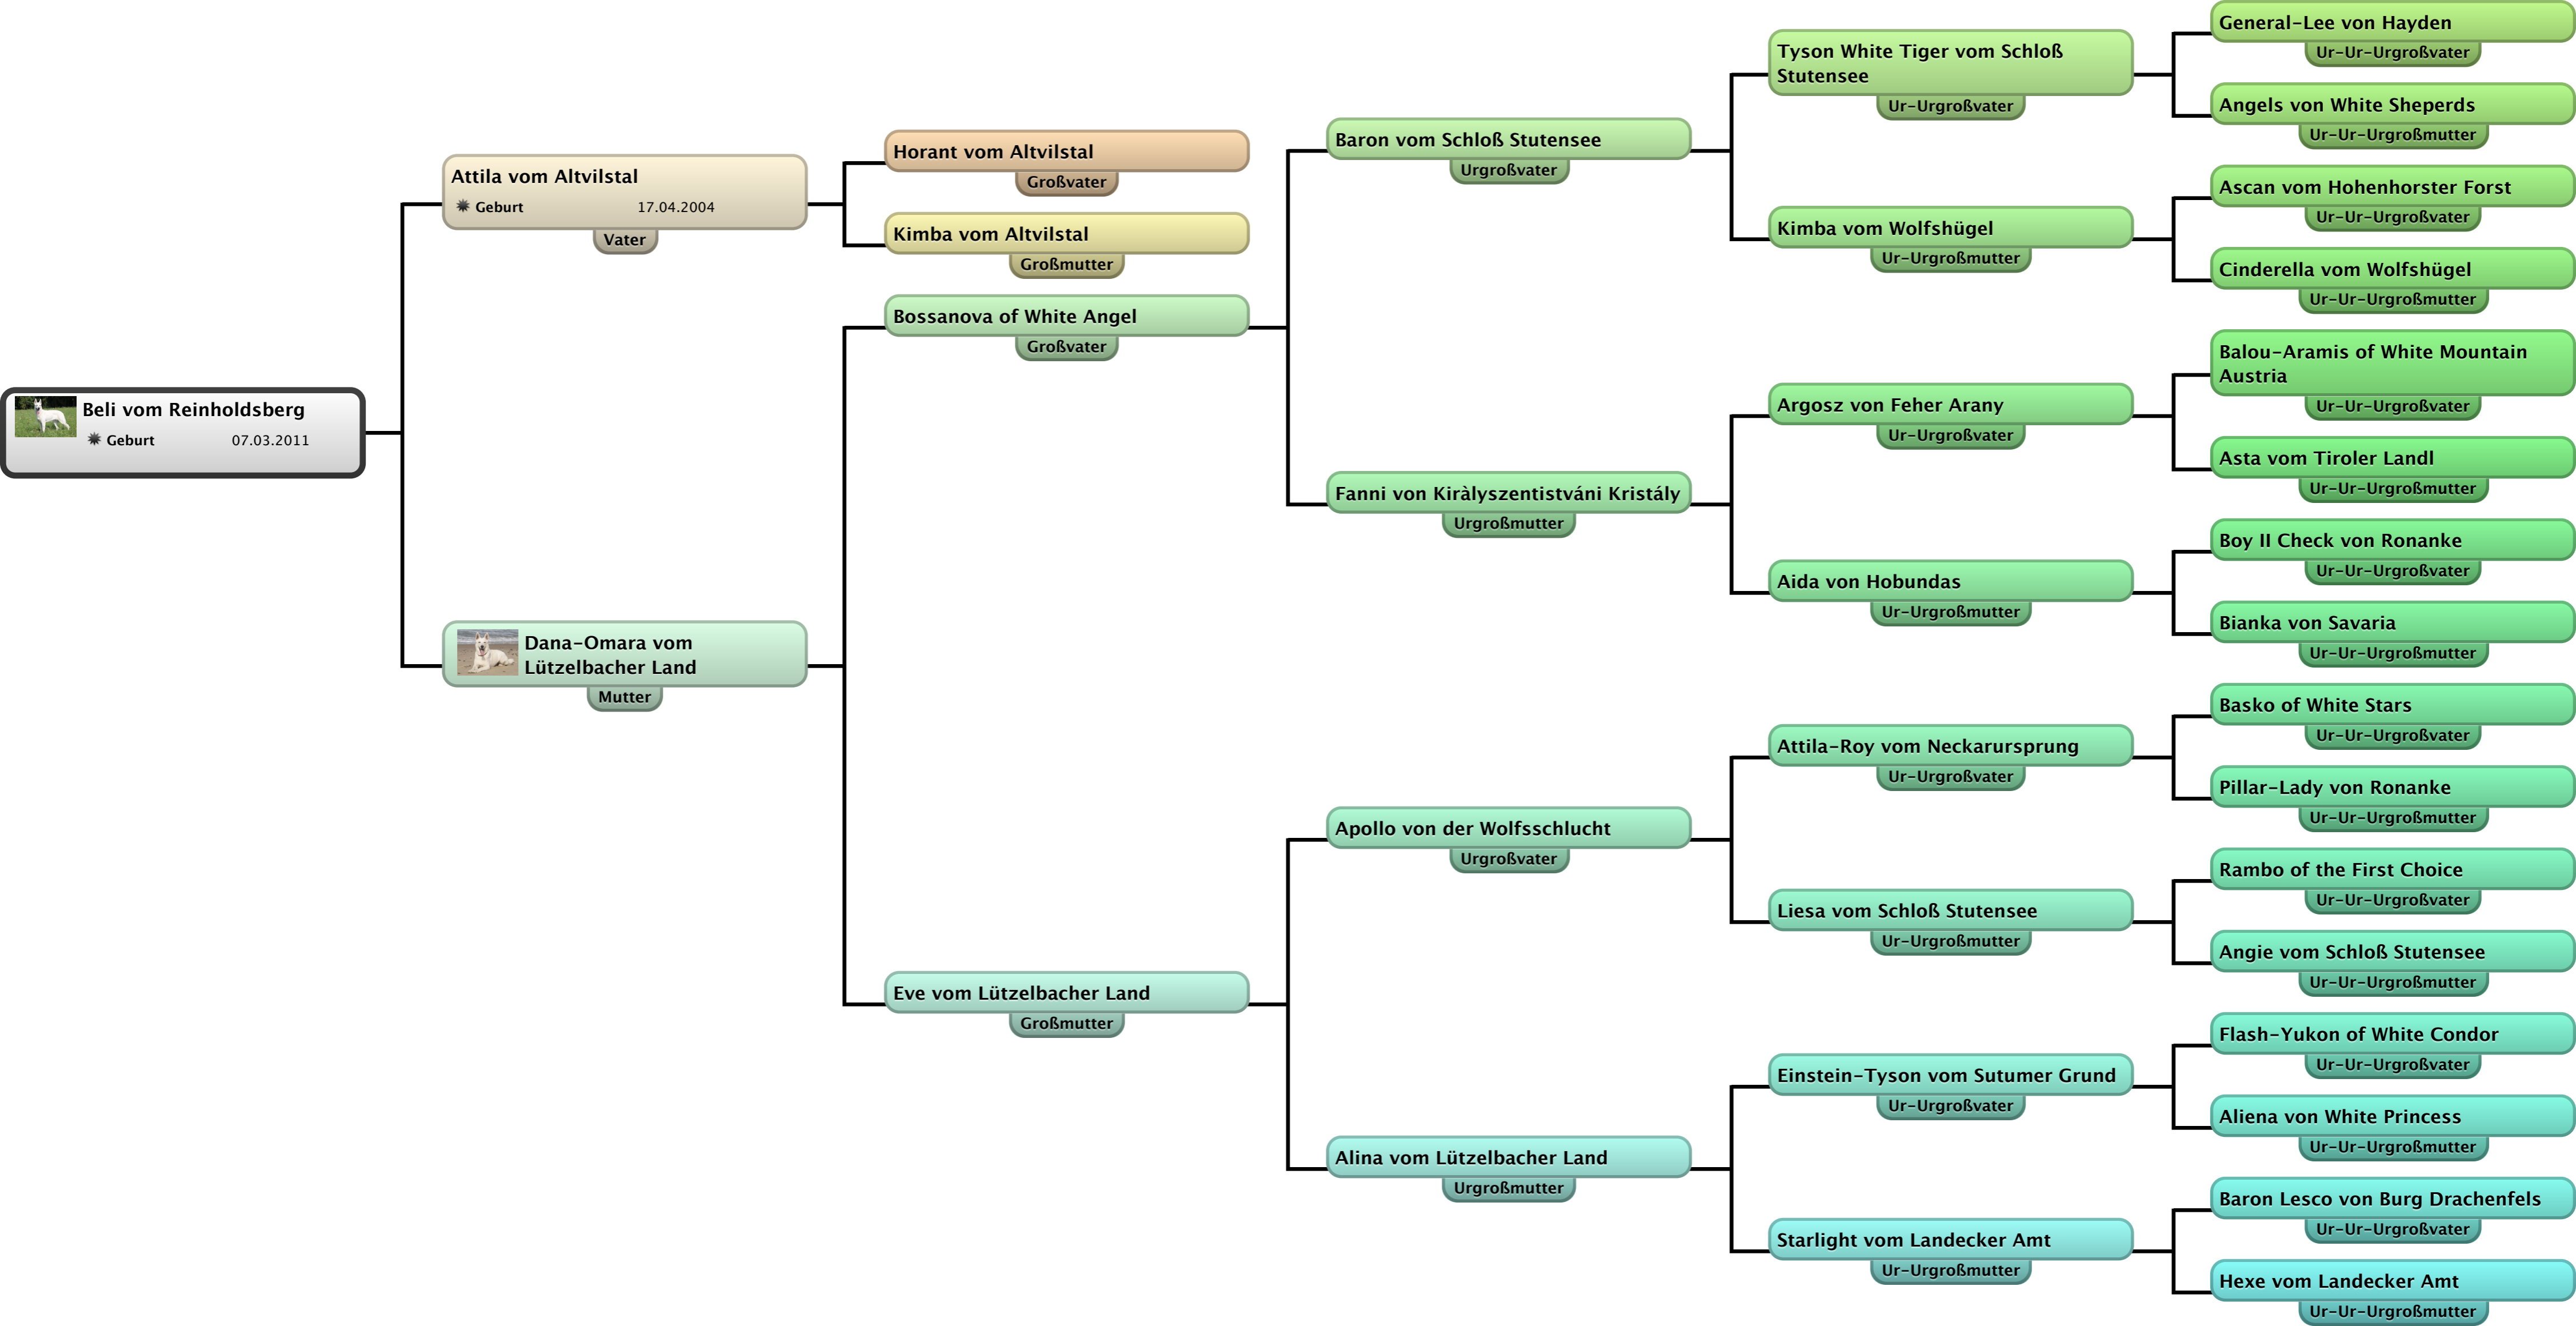 Beli vom Reinholdsberg
Geburt 07.03.2011
Attila vom Altvilstal
Geburt 17.04.2004
Vater
Dana-Omara vom
Lützelbacher Land
Mutter
Horant vom Altvilstal
Großvater
Kimba vom Altvilstal
Großmutter
Bossanova of White Angel
Großvater
Eve vom Lützelbacher Land
Großmutter
Baron vom Schloß Stutensee
Urgroßvater
Fanni von Kiràlyszentistváni Kristály
Urgroßmutter
Apollo von der Wolfsschlucht
Urgroßvater
Alina vom Lützelbacher Land
Urgroßmutter
Tyson White Tiger vom Schloß
Stutensee
Ur-Urgroßvater
Kimba vom Wolfshügel
Ur-Urgroßmutter
Argosz von Feher Arany
Ur-Urgroßvater
Aida von Hobundas
Ur-Urgroßmutter
Attila-Roy vom Neckarursprung
Ur-Urgroßvater
Liesa vom Schloß Stutensee
Ur-Urgroßmutter
Einstein-Tyson vom Sutumer Grund
Ur-Urgroßvater
Starlight vom Landecker Amt
Ur-Urgroßmutter
General-Lee von Hayden
Ur-Ur-Urgroßvater
Angels von White Sheperds
Ur-Ur-Urgroßmutter
Ascan vom Hohenhorster Forst
Ur-Ur-Urgroßvater
Cinderella vom Wolfshügel
Ur-Ur-Urgroßmutter
Balou-Aramis of White Mountain
Austria
Ur-Ur-Urgroßvater
Asta vom Tiroler Landl
Ur-Ur-Urgroßmutter
Boy II Check von Ronanke
Ur-Ur-Urgroßvater
Bianka von Savaria
Ur-Ur-Urgroßmutter
Basko of White Stars
Ur-Ur-Urgroßvater
Pillar-Lady von Ronanke
Ur-Ur-Urgroßmutter
Rambo of the First Choice
Ur-Ur-Urgroßvater
Angie vom Schloß Stutensee
Ur-Ur-Urgroßmutter
Flash-Yukon of White Condor
Ur-Ur-Urgroßvater
Aliena von White Princess
Ur-Ur-Urgroßmutter
Baron Lesco von Burg Drachenfels
Ur-Ur-Urgroßvater
Hexe vom Landecker Amt
Ur-Ur-Urgroßmutter